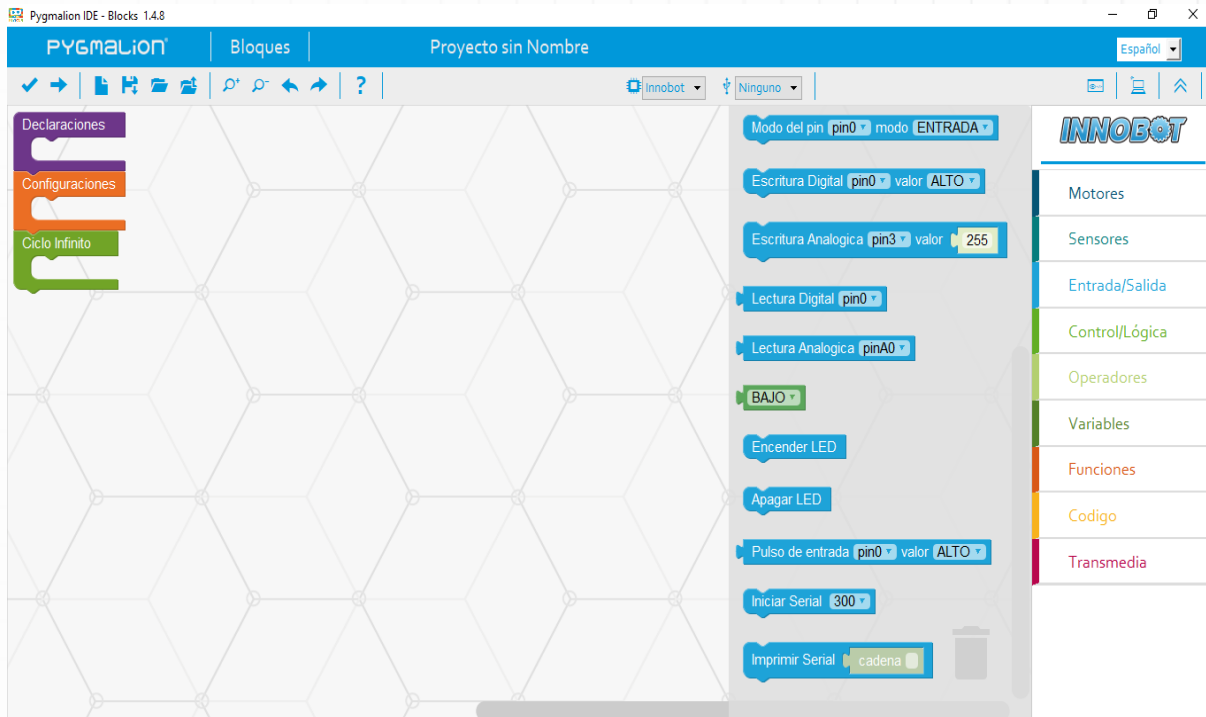 Pygmalion IDE - Blocks 1.4.8
PYGMALION
Bloques
Proyecto sin Nombre
Español
?
Innobot
Ninguno
Declaraciones
Configuraciones
Ciclo Infinito
Modo del pin pin0 modo ENTRADA
Escritura Digital pin0 valor ALTO
Escritura Analogica pin3 valor 255
Lectura Digital pin0
Lectura Analogica pinA0
BAJO
Encender LED
Apagar LED
Pulso de entrada pin0 valor ALTO
Iniciar Serial 300
Imprimir Serial cadena
INNOBOT
Motores
Sensores
Entrada/Salida
Control/Lógica
Operadores
Variables
Funciones
Codigo
Transmedia